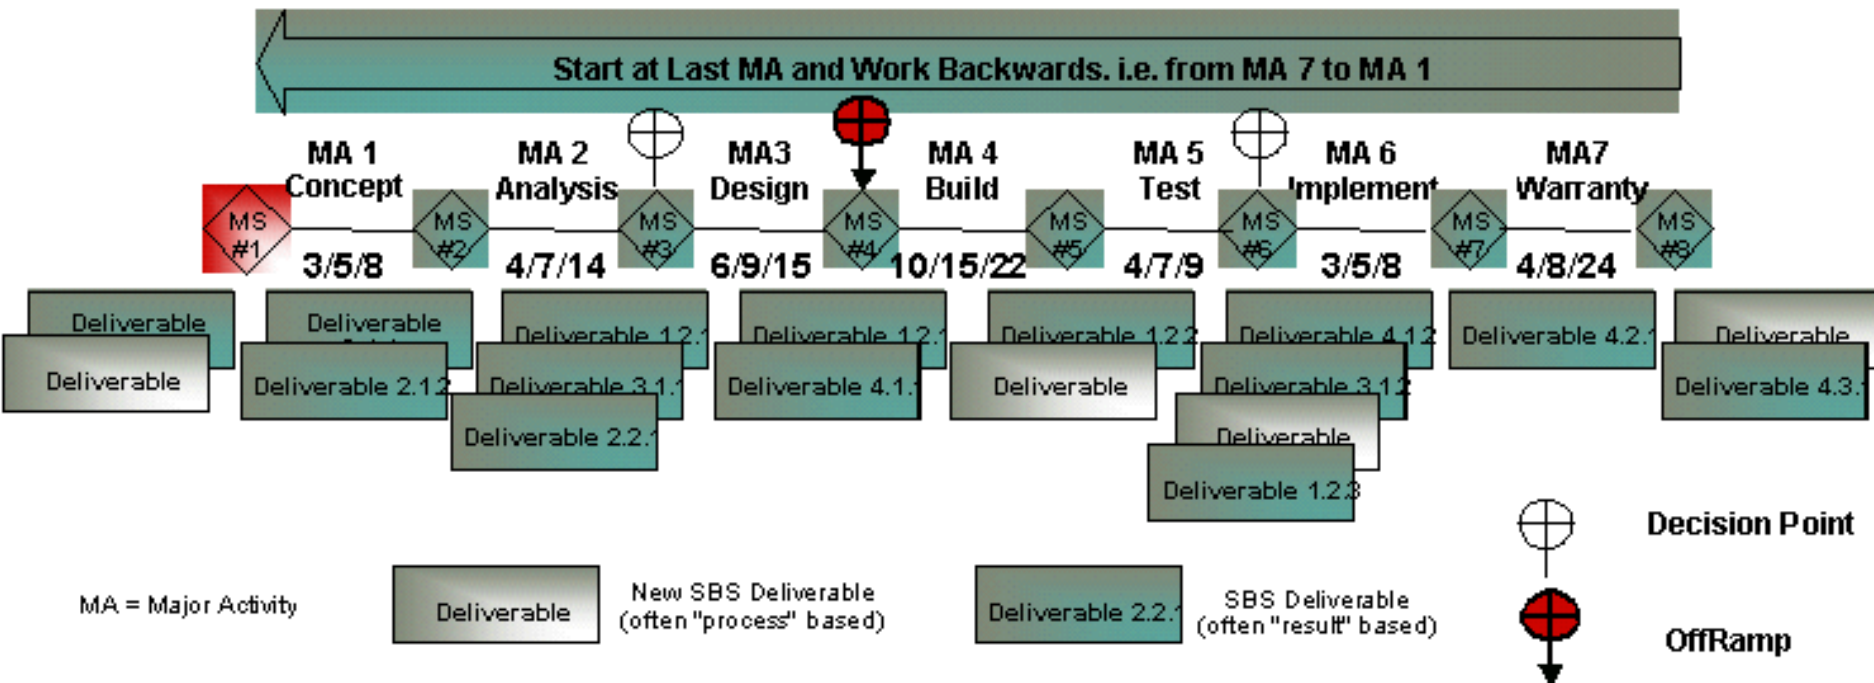 Start at Last MA and Work Backwards. i.e. from MA 7 to MA 1
MA 1
Concept
MA 2
Analysis
MA3
Design
MA 4
Build
MA 5
Test
MA 6
Implement
MA7
Warranty
MS
#1
MS
#2
MS
#3
MS
#4
MS
#5
MS
#6
MS
#7
MS
#8
3/5/8
4/7/14
6/9/15
10/15/22
4/7/9
3/5/8
4/8/24
Deliverable
Deliverable
Deliverable
Deliverable 2.1.2
Deliverable 1.2.1
Deliverable 3.1.1
Deliverable 2.2.1
Deliverable 1.2.1
Deliverable 4.1.1
Deliverable 1.2.2
Deliverable
Deliverable 4.1.2
Deliverable 3.1.2
Deliverable
Deliverable 1.2.3
Deliverable 4.2.1
Deliverable
Deliverable 4.3.1
Decision Point
MA = Major Activity
Deliverable
New SBS Deliverable
(often "process" based)
Deliverable 2.2.1
SBS Deliverable
(often "result" based)
OffRamp